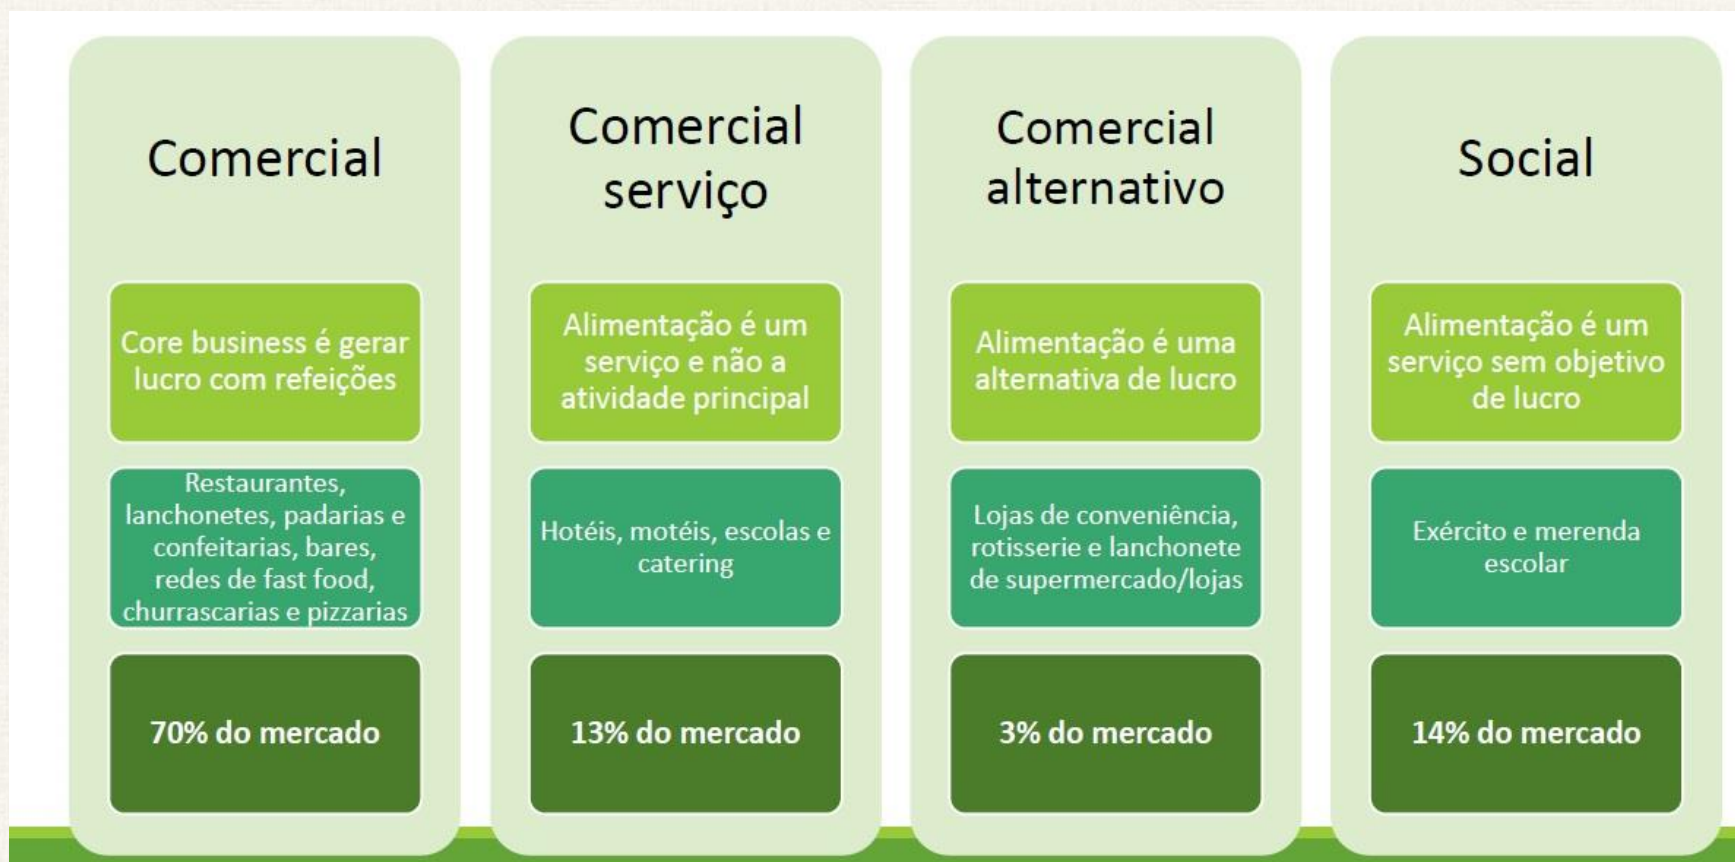 Comercial
Core business é gerar
lucro com refeições
Restaurantes,
lanchonetes, padarias e
confeitarias, bares,
redes de fast food,
churrascarias e pizzarias
70% do mercado
Comercial
serviço
Alimentação é um
serviço e não a
atividade principal
Hotéis, motéis, escolas e
catering
13% do mercado
Comercial
alternativo
Alimentação é uma
alternativa de lucro
Lojas de conveniência,
rotisserie e lanchonete
de supermercado/lojas
3% do mercado
Social
Alimentação é um
serviço sem objetivo
de lucro
Exército e merenda
escolar
14% do mercado